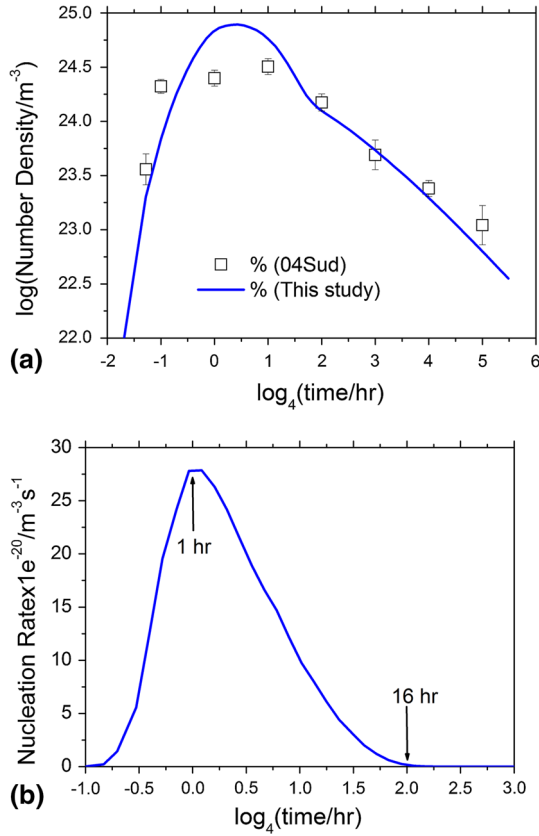 25.0
24.5
24.0
23.5
23.0
22.5
22.0
log(Number Density/m⁻³)
% (04Sud)
% (This study)
-2 -1 0 1 2 3 4 5 6
(a)
log₄(time/hr)
30
25
20
15
10
5
0
Nucleation Ratex1e⁻²⁰/m⁻³s⁻¹
1 hr
16 hr
-1.0 -0.5 0.0 0.5 1.0 1.5 2.0 2.5 3.0
(b)
log₄(time/hr)